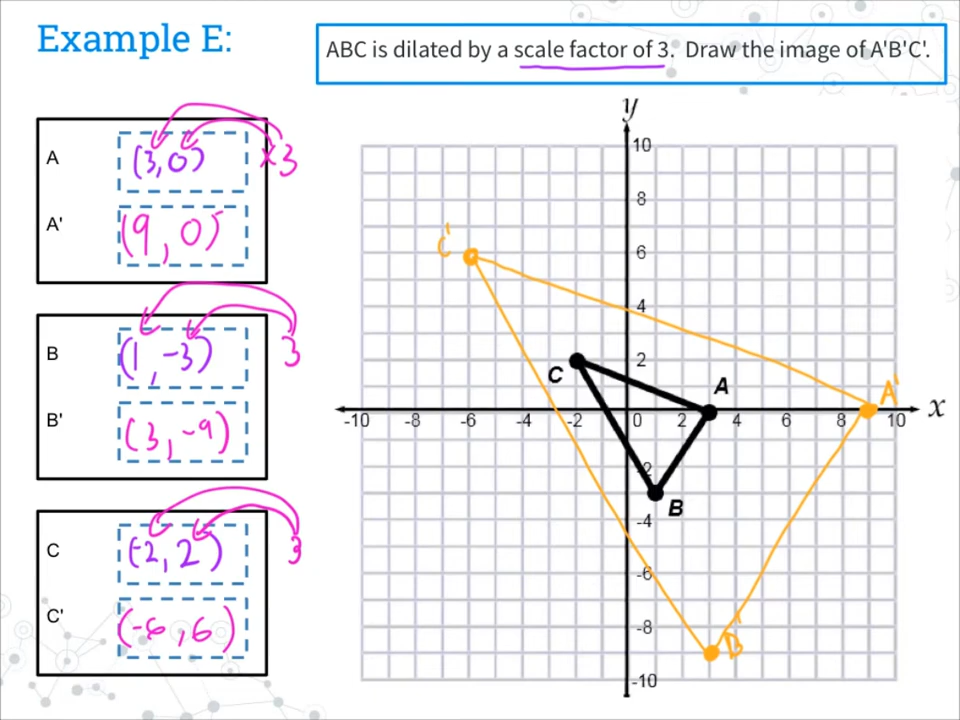 Example E:
ABC is dilated by a scale factor of 3. Draw the image of A'B'C'.
A (3,0) ×3
A' (9, 0)
B (1, -3) 3
B' (3, -9)
C (-2, 2) 3
C' (-6, 6)
y
10
8
C' 6
4
2
C A A'
-10 -8 -6 -4 -2 0 2 4 6 8 10 x
-2
B
-4
-6
-8 B'
-10